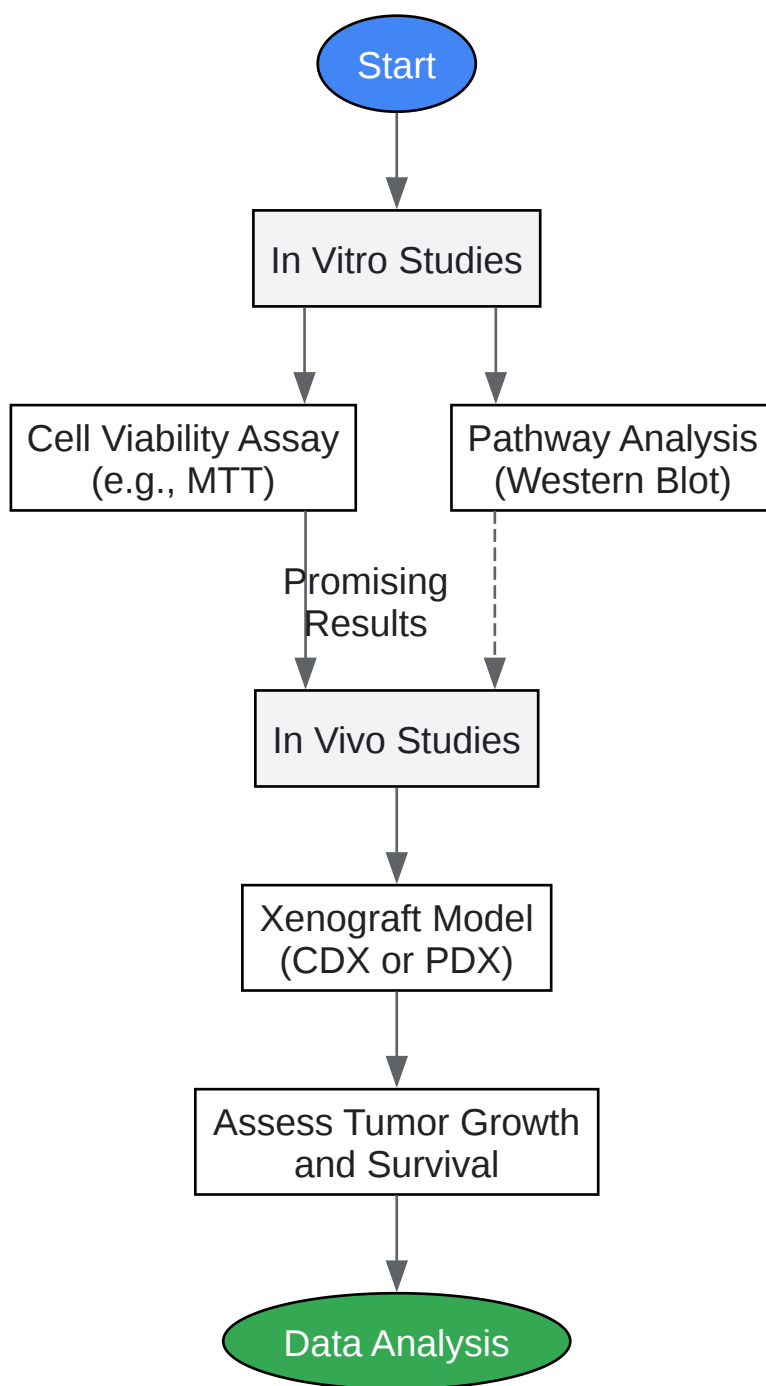 Start
In Vitro Studies
Cell Viability Assay
(e.g., MTT)
Pathway Analysis
(Western Blot)
Promising
Results
In Vivo Studies
Xenograft Model
(CDX or PDX)
Assess Tumor Growth
and Survival
Data Analysis